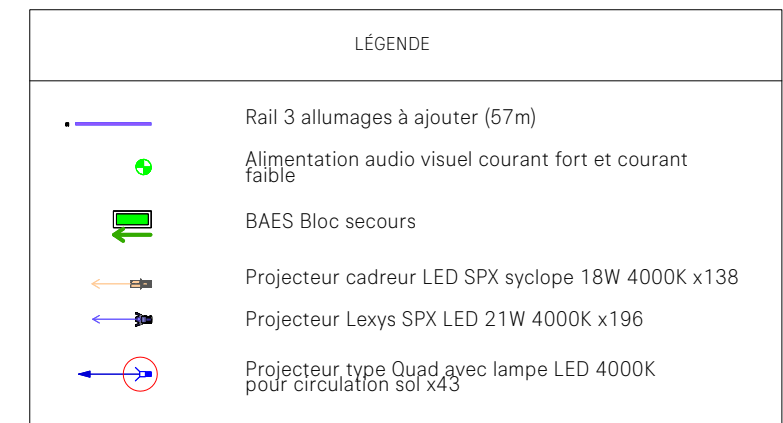 LÉGENDE
Rail 3 allumages à ajouter (57m)
Alimentation audio visuel courant fort et courant
faible
BAES Bloc secours
Projecteur cadreur LED SPX syclope 18W 4000K x138
Projecteur Lexys SPX LED 21W 4000K x196
Projecteur type Quad avec lampe LED 4000K
pour circulation sol x43